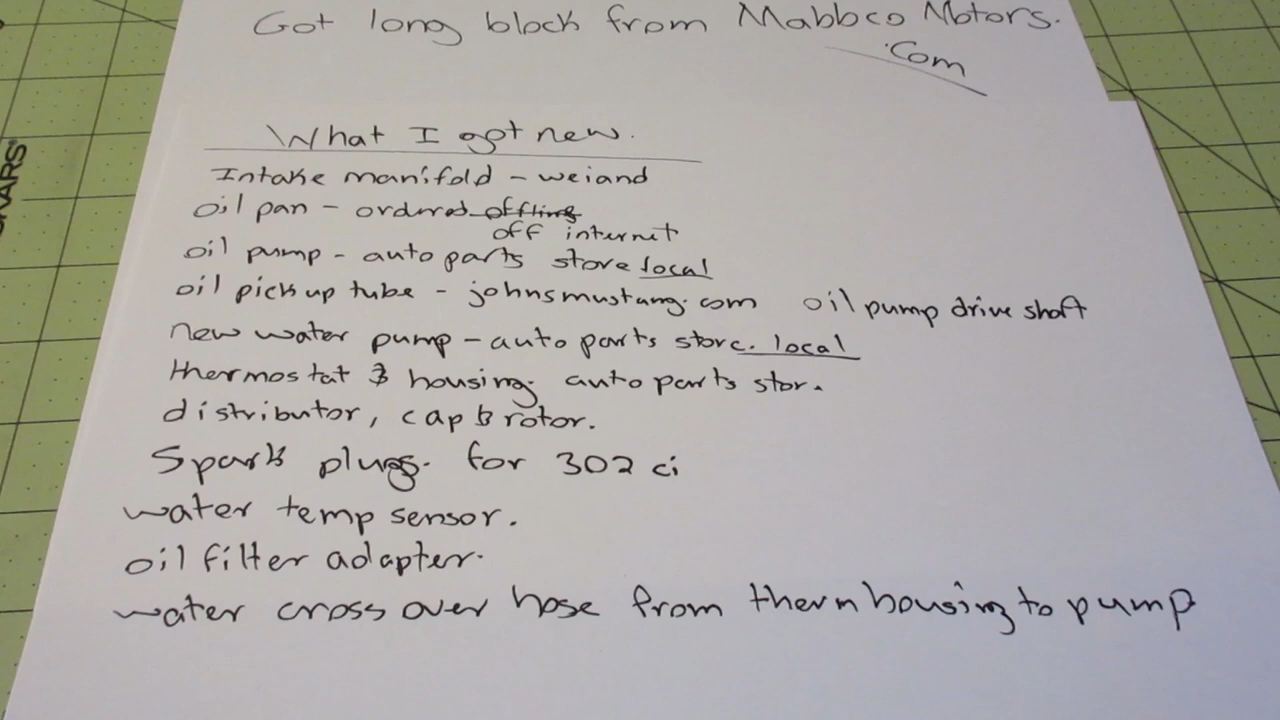 Got long block from Mabbco Motors.
.Com
What I got new.
Intake manifold - weiand
oil pan - ordered
off internet
oil pump - auto parts store local
oil pick up tube - johnsmustang.com oil pump drive shaft
new water pump - auto parts store. local
thermostat & housing. auto parts stor.
distributor, cap & rotor.
Spark plugs. for 302 ci
water temp sensor.
oil filter adapter.
water cross over hose from therm housing to pump